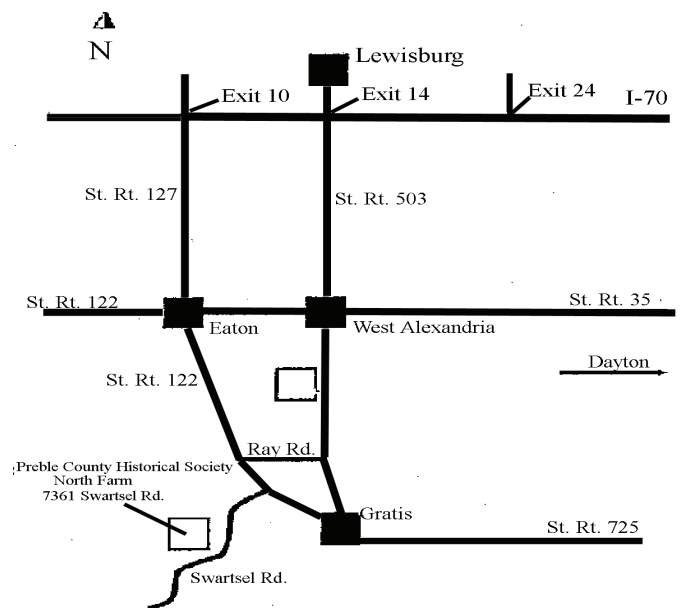 N
Lewisburg
Exit 10
Exit 14
Exit 24
I-70
St. Rt. 127
St. Rt. 503
St. Rt. 122
St. Rt. 35
Eaton
West Alexandria
Dayton
St. Rt. 122
Ray Rd.
Preble County Historical Society
North Farm
7361 Swartsel Rd.
Gratis
St. Rt. 725
Swartsel Rd.